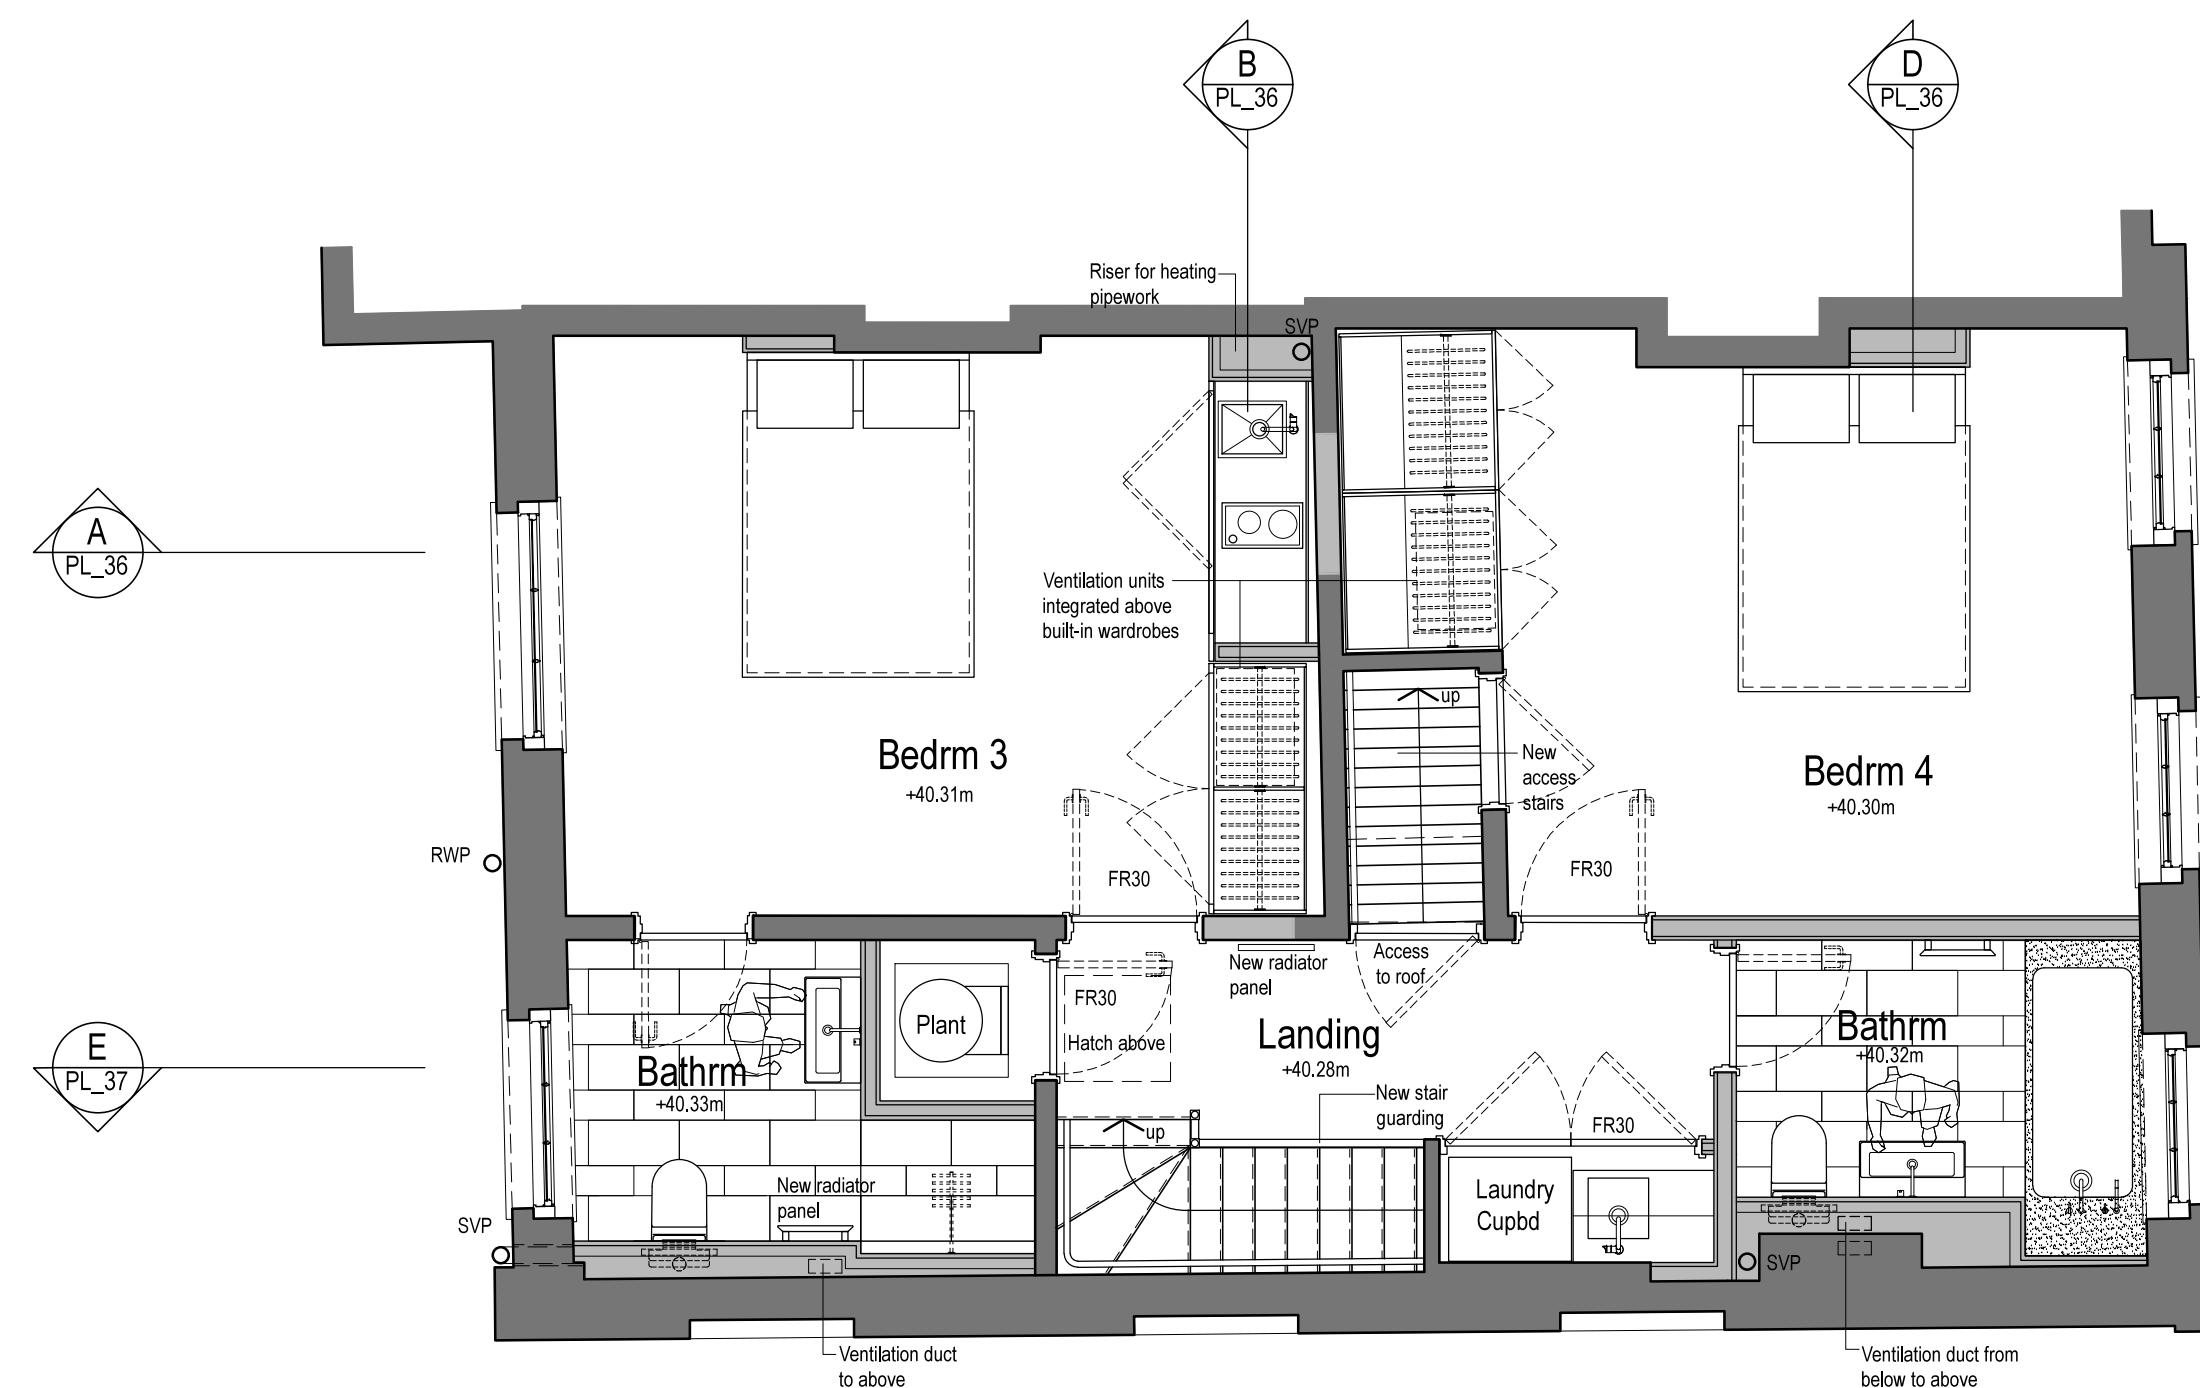 B
PL_36
D
PL_36
Riser for heating
pipework
SVP
A
PL_36
Ventilation units
integrated above
built-in wardrobes
up
New
access
stairs
Bedrm 3
+40.31m
Bedrm 4
+40.30m
RWP
FR30
FR30
New radiator
panel
Access
to roof
FR30
Hatch above
Plant
Landing
+40.28m
Bathrm
+40.32m
E
PL_37
Bathrm
+40.33m
New stair
guarding
up
FR30
New radiator
panel
Laundry
Cupbd
SVP
SVP
Ventilation duct
to above
Ventilation duct from
below to above